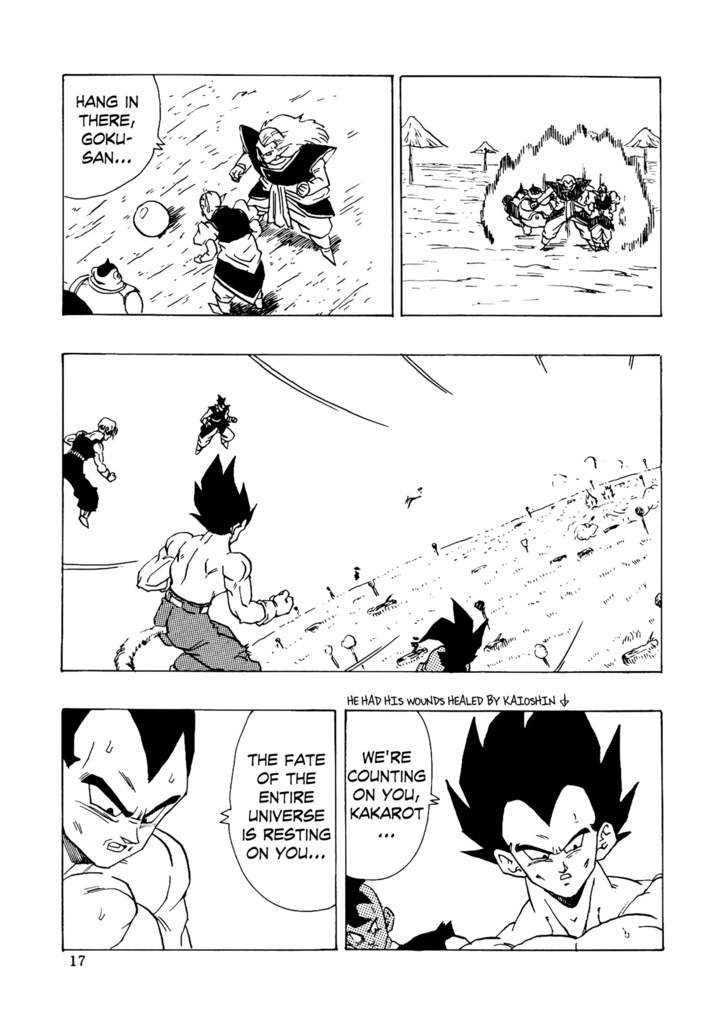 HANG IN
THERE,
GOKU-
SAN...
HE HAD HIS WOUNDS HEALED BY KAIOSHIN
WE'RE
COUNTING
ON YOU,
KAKAROT
...
THE FATE
OF THE
ENTIRE
UNIVERSE
IS RESTING
ON YOU...
17